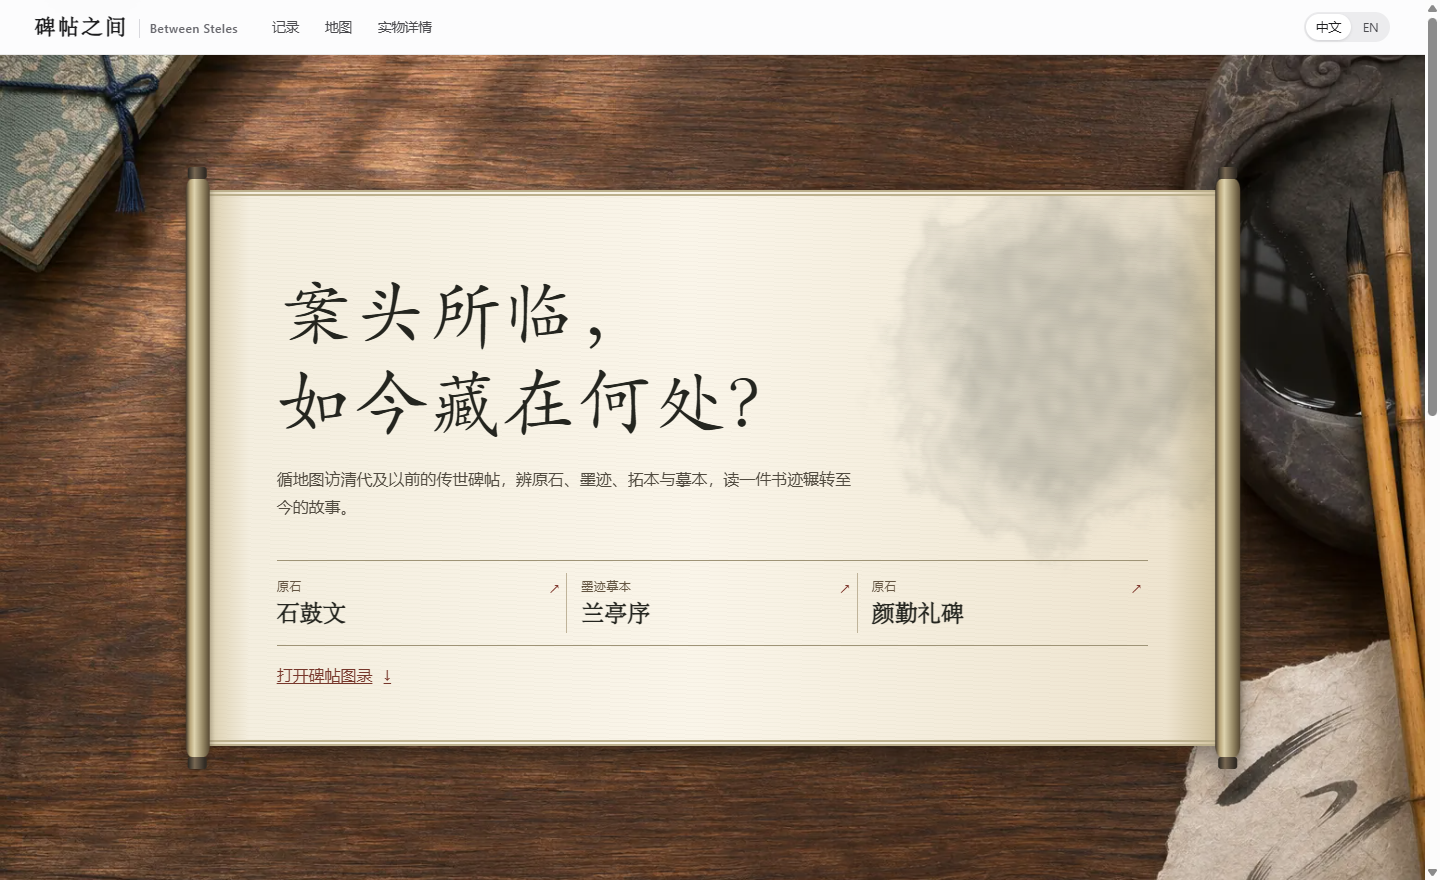 碑帖之间 Between Steles 记录 地图 实物详情 中文 EN
案头所临，
如今藏在何处？
循地图访清代及以前的传世碑帖，辨原石、墨迹、拓本与摹本，读一件书迹辗转至
今的故事。
原石 ↗ 墨迹摹本 ↗ 原石 ↗
石鼓文 兰亭序 颜勤礼碑
打开碑帖图录 ↓